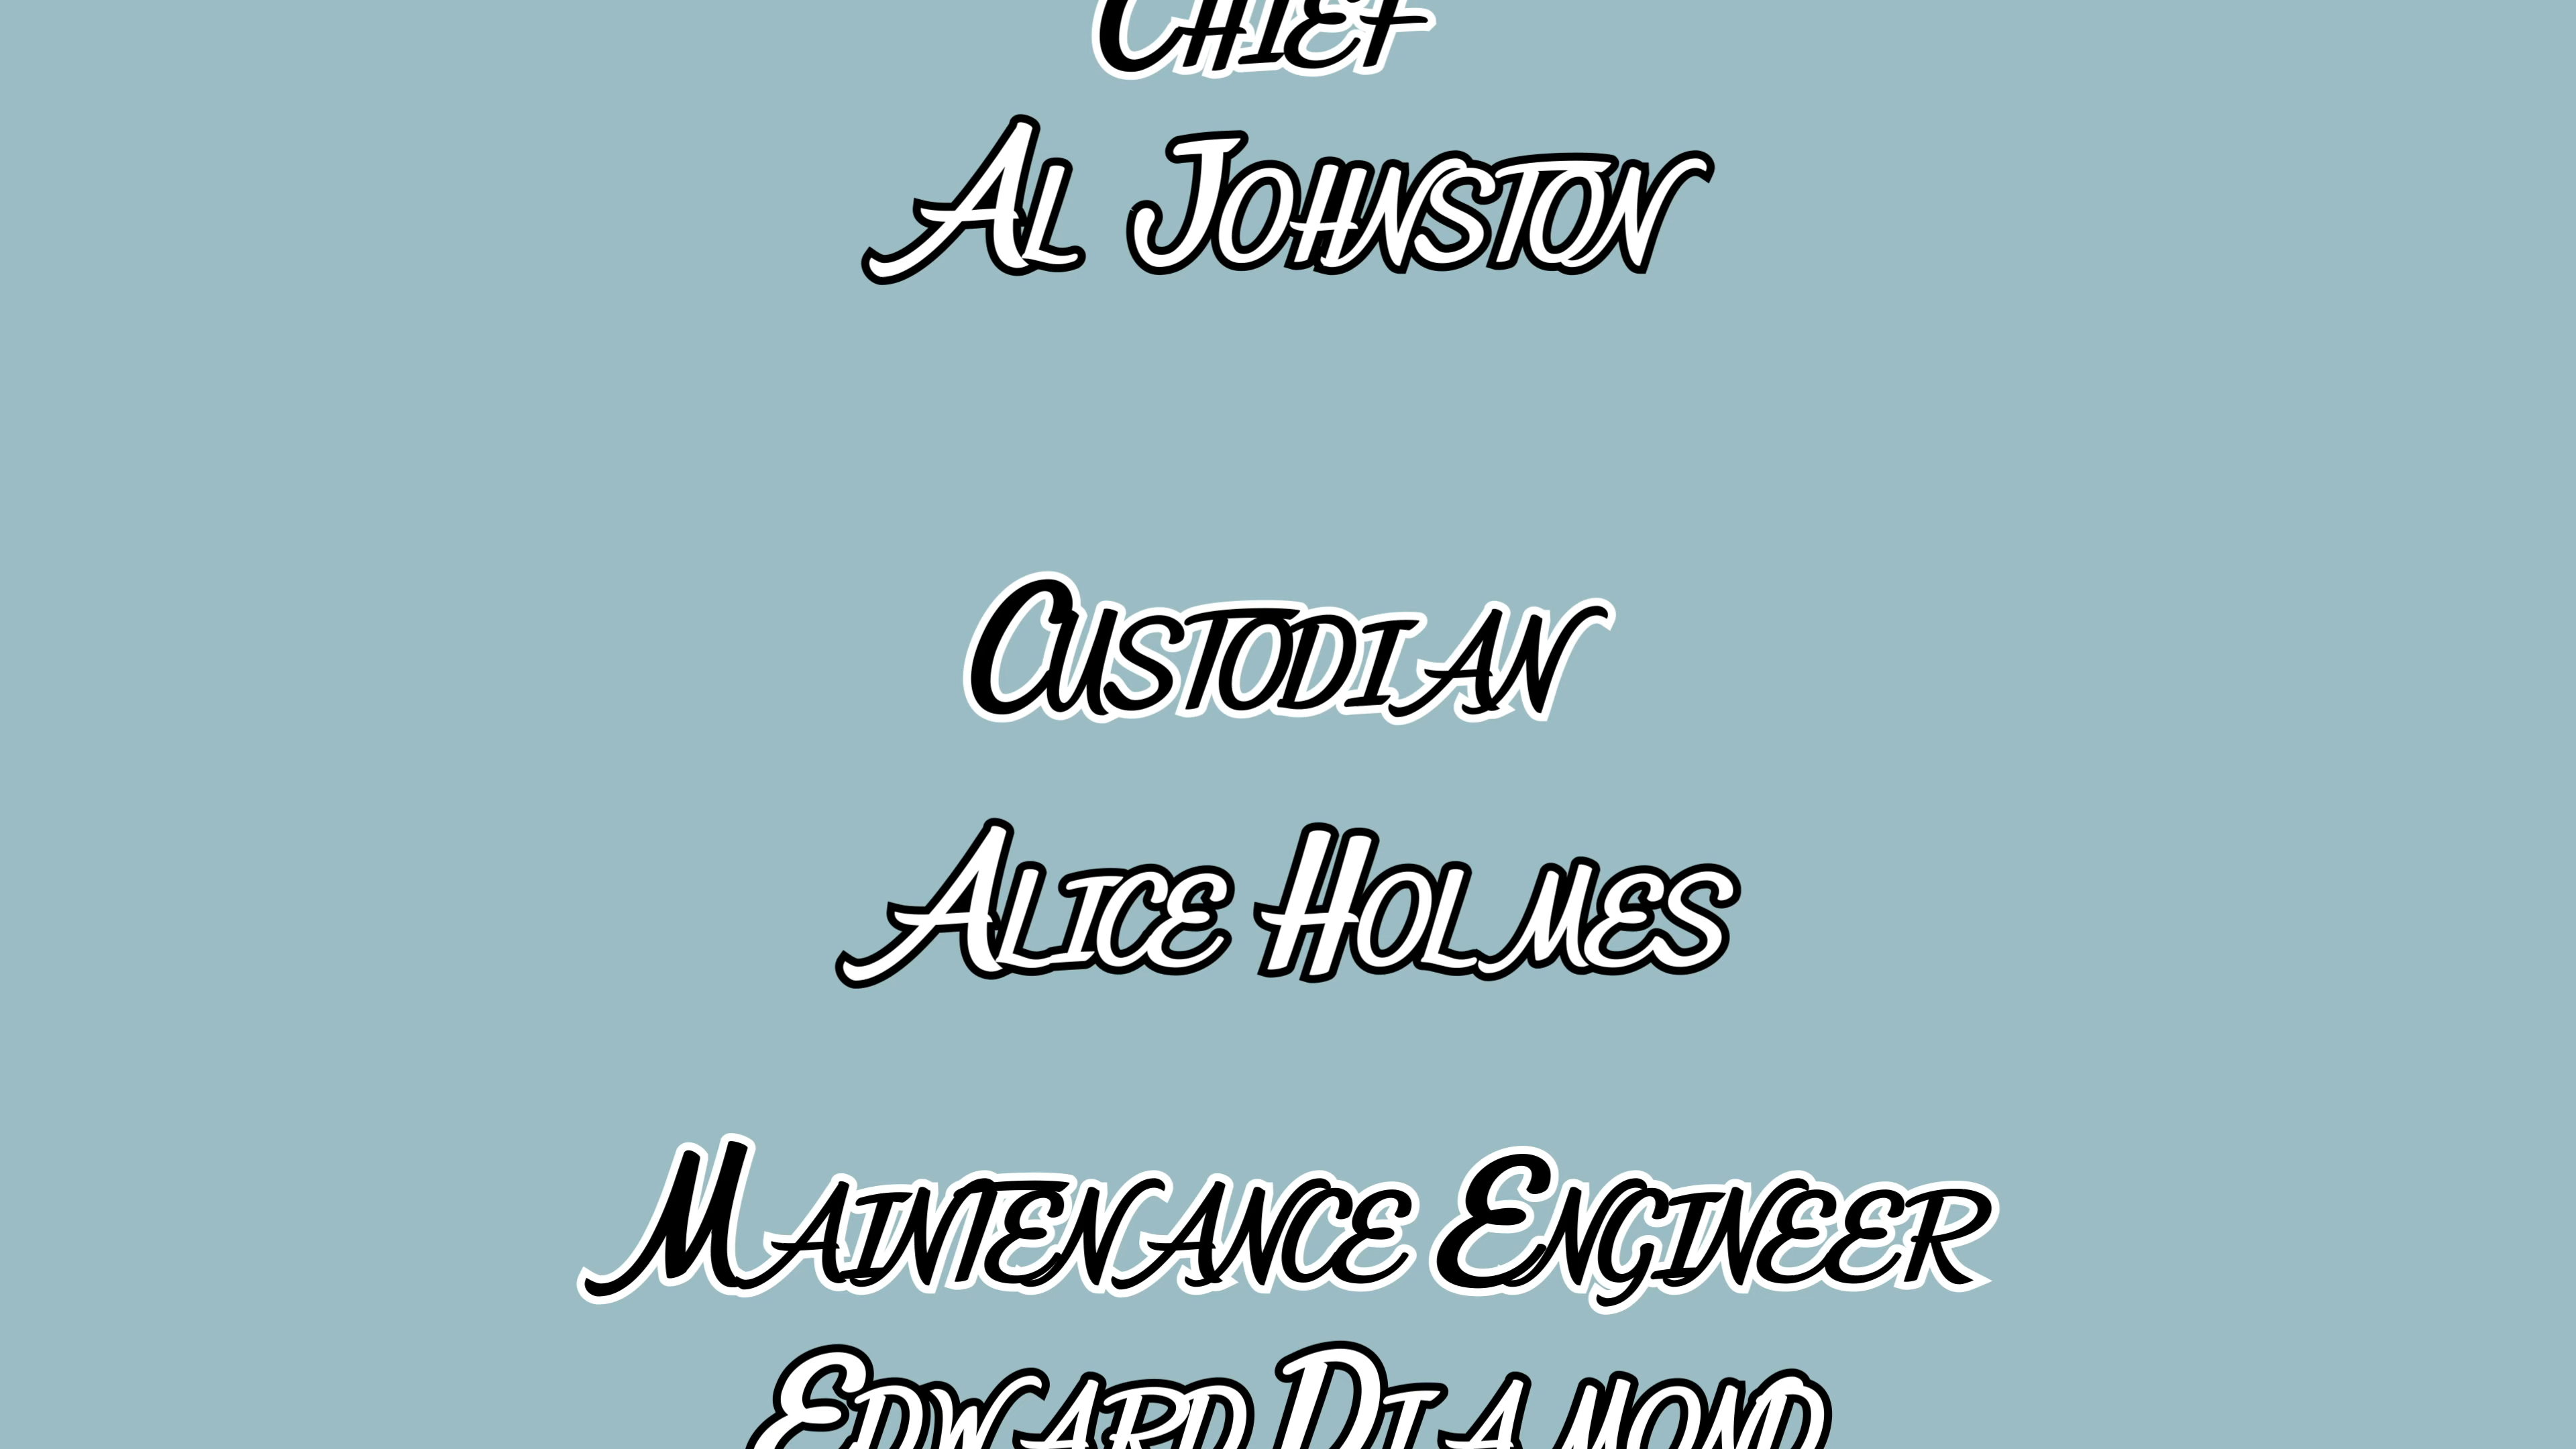 Chief
Al Johnston
Custodian
Alice Holmes
Maintenance Engineer
Edward Diamond